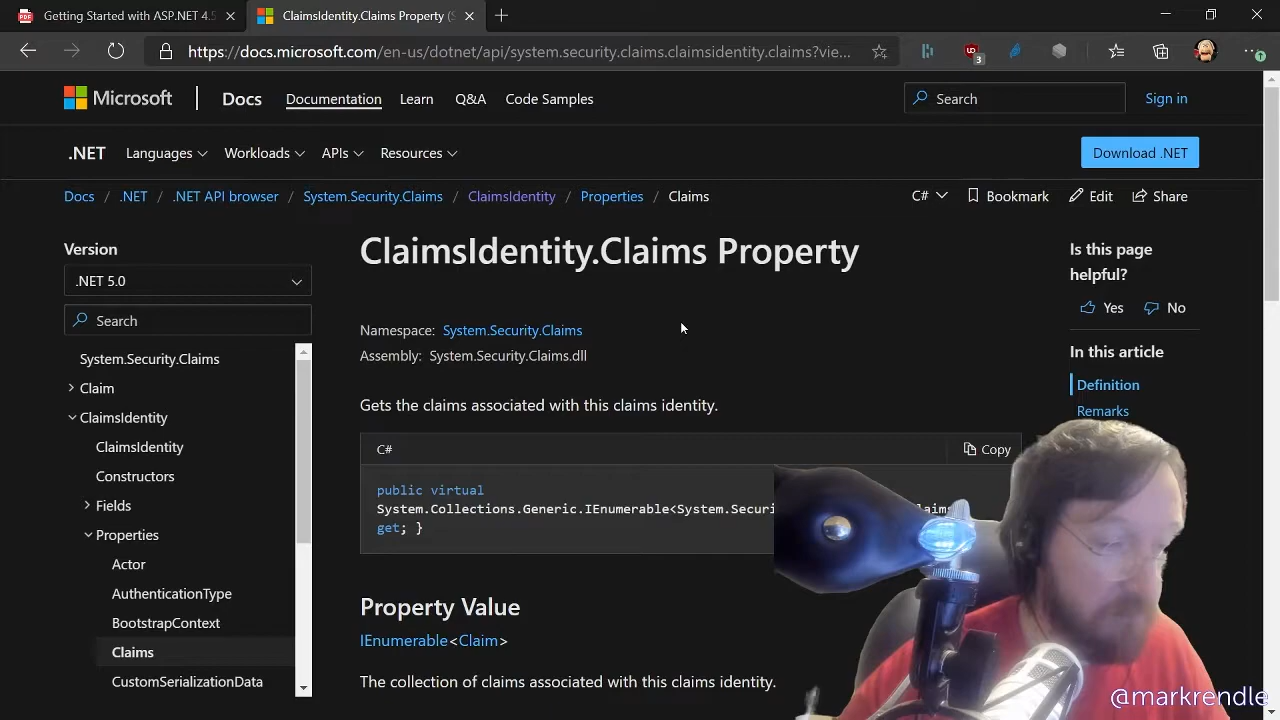 Getting Started with ASP.NET 4.5
ClaimsIdentity.Claims Property (S
https://docs.microsoft.com/en-us/dotnet/api/system.security.claims.claimsidentity.claims?vie...
3
Microsoft
Docs
Documentation
Learn
Q&A
Code Samples
Search
Sign in
.NET
Languages
Workloads
APIs
Resources
Download .NET
Docs / .NET / .NET API browser / System.Security.Claims / ClaimsIdentity / Properties / Claims
C#
Bookmark
Edit
Share
Version
.NET 5.0
Search
System.Security.Claims
Claim
ClaimsIdentity
ClaimsIdentity
Constructors
Fields
Properties
Actor
AuthenticationType
BootstrapContext
Claims
CustomSerializationData
ClaimsIdentity.Claims Property
Namespace: System.Security.Claims
Assembly: System.Security.Claims.dll
Gets the claims associated with this claims identity.
C#
Copy
public virtual
System.Collections.Generic.IEnumerable<System.Securi
get; }
Property Value
IEnumerable<Claim>
The collection of claims associated with this claims identity.
Is this page
helpful?
Yes
No
In this article
Definition
Remarks
@markrendle